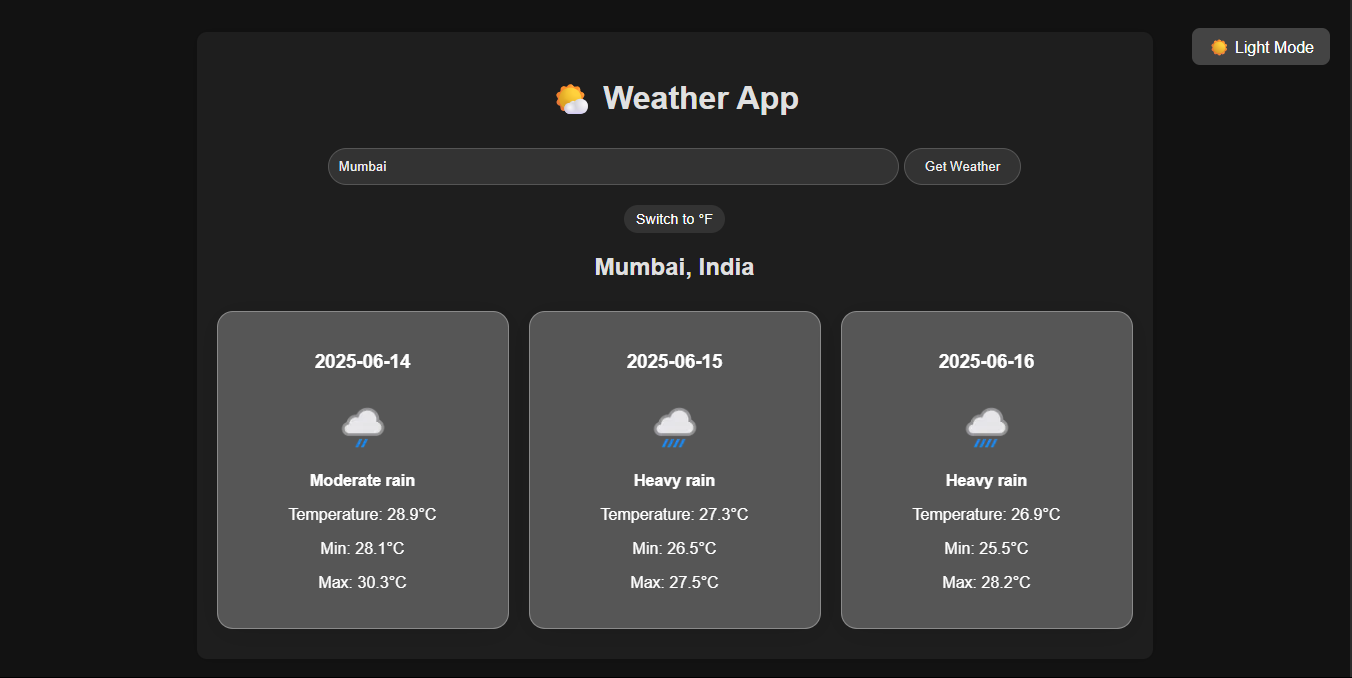 Light Mode
Weather App
Mumbai
Get Weather
Switch to °F
Mumbai, India
2025-06-14
Moderate rain
Temperature: 28.9°C
Min: 28.1°C
Max: 30.3°C
2025-06-15
Heavy rain
Temperature: 27.3°C
Min: 26.5°C
Max: 27.5°C
2025-06-16
Heavy rain
Temperature: 26.9°C
Min: 25.5°C
Max: 28.2°C